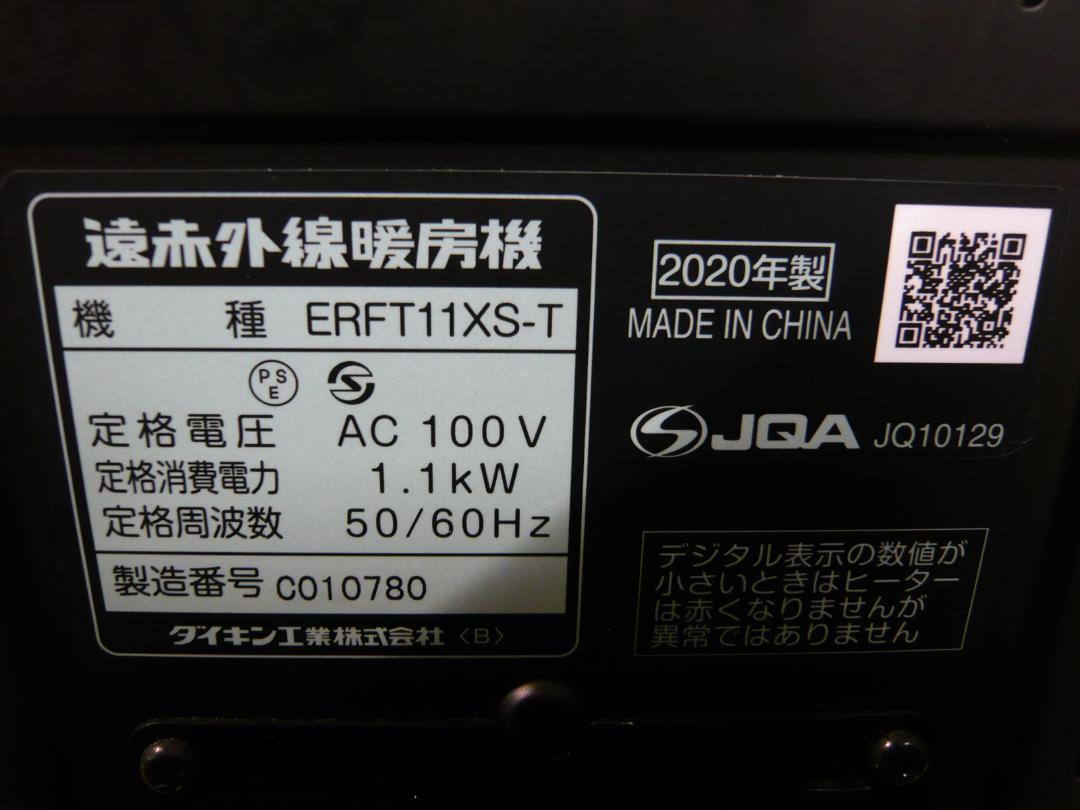 遠赤外線暖房機
機種 ERFT11XS-T
PSE
定格電圧 AC 100V
定格消費電力 1.1kW
定格周波数 50/60Hz
製造番号 C010780
ダイキン工業株式会社〈B〉
2020年製
MADE IN CHINA
JQA JQ10129
デジタル表示の数値が
小さいときはヒーター
は赤くなりませんが
異常ではありません